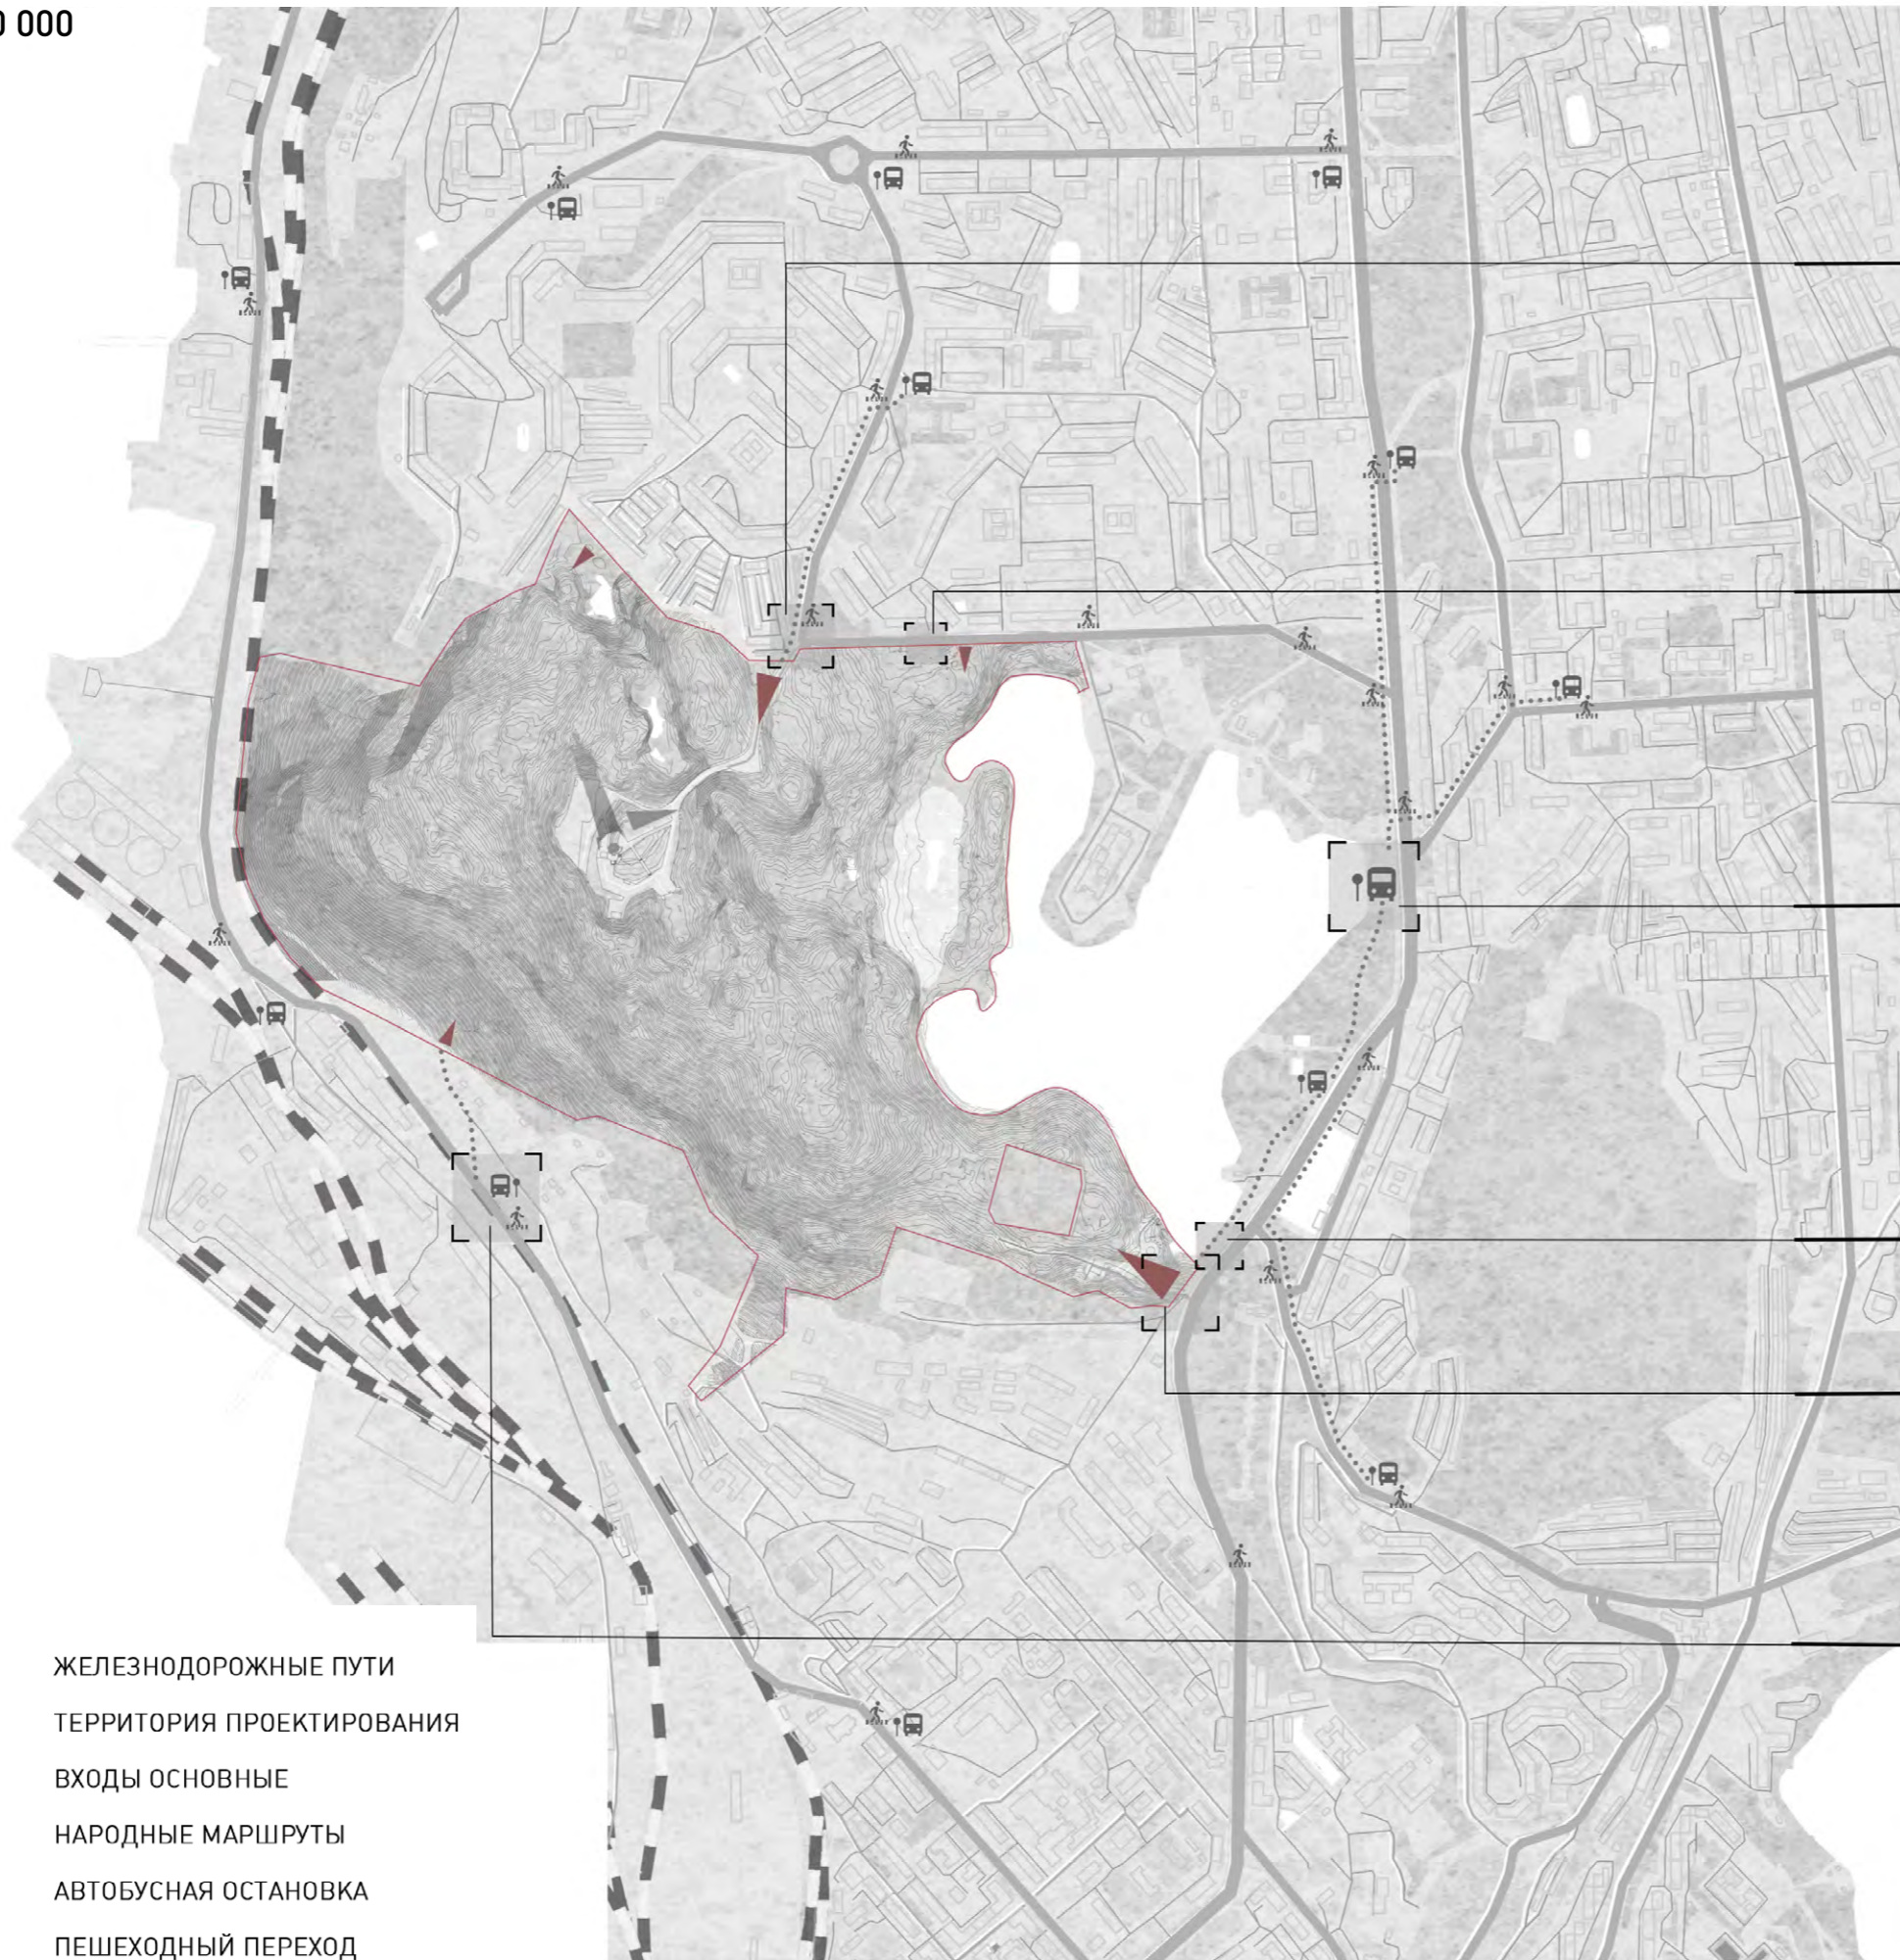 0 000
ЖЕЛЕЗНОДОРОЖНЫЕ ПУТИ
ТЕРРИТОРИЯ ПРОЕКТИРОВАНИЯ
ВХОДЫ ОСНОВНЫЕ
НАРОДНЫЕ МАРШРУТЫ
АВТОБУСНАЯ ОСТАНОВКА
ПЕШЕХОДНЫЙ ПЕРЕХОД